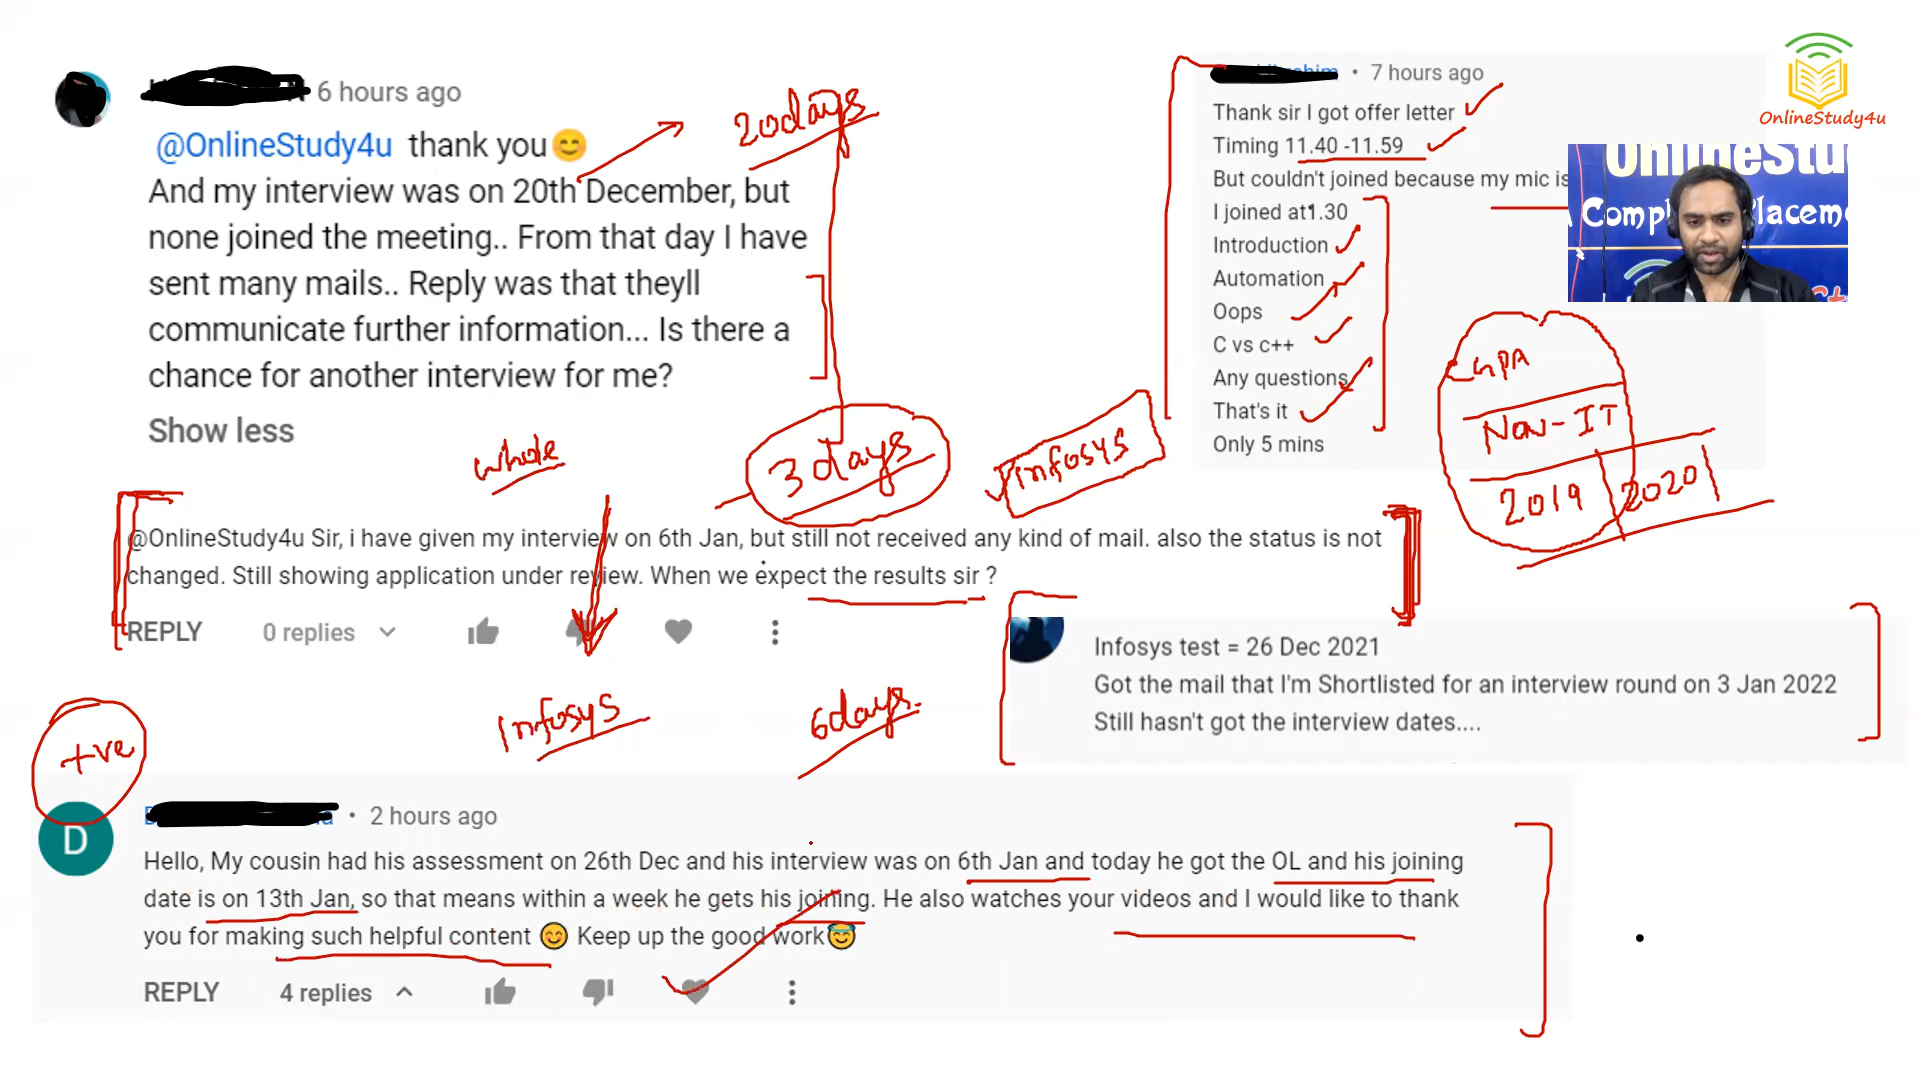 6 hours ago
@OnlineStudy4u thank you😊
And my interview was on 20th December, but
none joined the meeting.. From that day I have
sent many mails.. Reply was that theyll
communicate further information... Is there a
chance for another interview for me?
Show less
20days
3 days
whole
infosys
7 hours ago
Thank sir I got offer letter
Timing 11.40 -11.59
But couldn't joined because my mic is
I joined at1.30
Introduction
Automation
Oops
C vs c++
Any questions
That's it
Only 5 mins
OnlineStudy4u
OnlineStu
Comp Placeme
GPA
Non-IT
2019 2020
@OnlineStudy4u Sir, i have given my interview on 6th Jan, but still not received any kind of mail. also the status is not
changed. Still showing application under review. When we expect the results sir ?
REPLY 0 replies
Infosys
6days
Infosys test = 26 Dec 2021
Got the mail that I'm Shortlisted for an interview round on 3 Jan 2022
Still hasn't got the interview dates....
+ve
D
• 2 hours ago
Hello, My cousin had his assessment on 26th Dec and his interview was on 6th Jan and today he got the OL and his joining
date is on 13th Jan, so that means within a week he gets his joining. He also watches your videos and I would like to thank
you for making such helpful content 😊 Keep up the good work😇
REPLY 4 replies